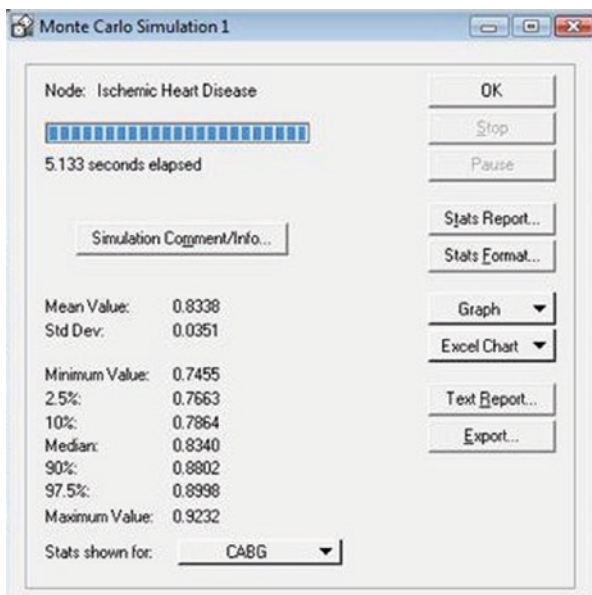 Monte Carlo Simulation 1
Node: Ischemic Heart Disease
OK
Stop
5.133 seconds elapsed
Pause
Simulation Comment/Info...
Stats Report...
Stats Format...
Mean Value: 0.8338
Std Dev: 0.0351
Graph
Excel Chart
Minimum Value: 0.7455
2.5%: 0.7663
10%: 0.7864
Median: 0.8340
90%: 0.8802
97.5%: 0.8998
Maximum Value: 0.9232
Text Report...
Export...
Stats shown for: CABG